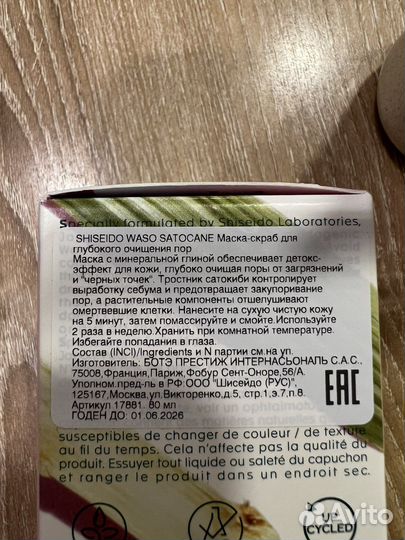 Specially formulated by Shiseido Laboratories,
SHISEIDO WASO SATOCANE Маска-скраб для
глубокого очищения пор
Маска с минеральной глиной обеспечивает детокс-
эффект для кожи, глубоко очищая поры от загрязнений
и "черных точек". Тростник сатокиби контролирует
выработку себума и предотвращает закупоривание
пор, а растительные компоненты отшелушивают
омертвевшие клетки. Нанесите на сухую чистую кожу
на 5 минут, затем помассируйте и смойте.Используйте
2 раза в неделю.Хранить при комнатной температуре.
Избегайте попадания в глаза.
Состав (INCI)/Ingredients и N партии см.на уп.
Изготовитель: БОТЭ ПРЕСТИЖ ИНТЕРНАСЬОНАЛЬ С.А.С.,
75008,Франция,Париж,Фобур Сент-Оноре,56/А.
Уполном.пред-ль в РФ:ООО "Шисейдо (РУС)",
125167,Москва,ул.Викторенко,д.5, стр.1,э.7,п.8.
Артикул 17881. 80 мл
ГОДЕН ДО: 01.06.2026
EAC
susceptibles de changer de couleur / de texture
au fil du temps. Cela n'affecte pas la qualité du
produit. Essuyer tout liquide ou saleté du capuchon
et ranger le produit dans un endroit sec.
UP
CYCLED
Avito